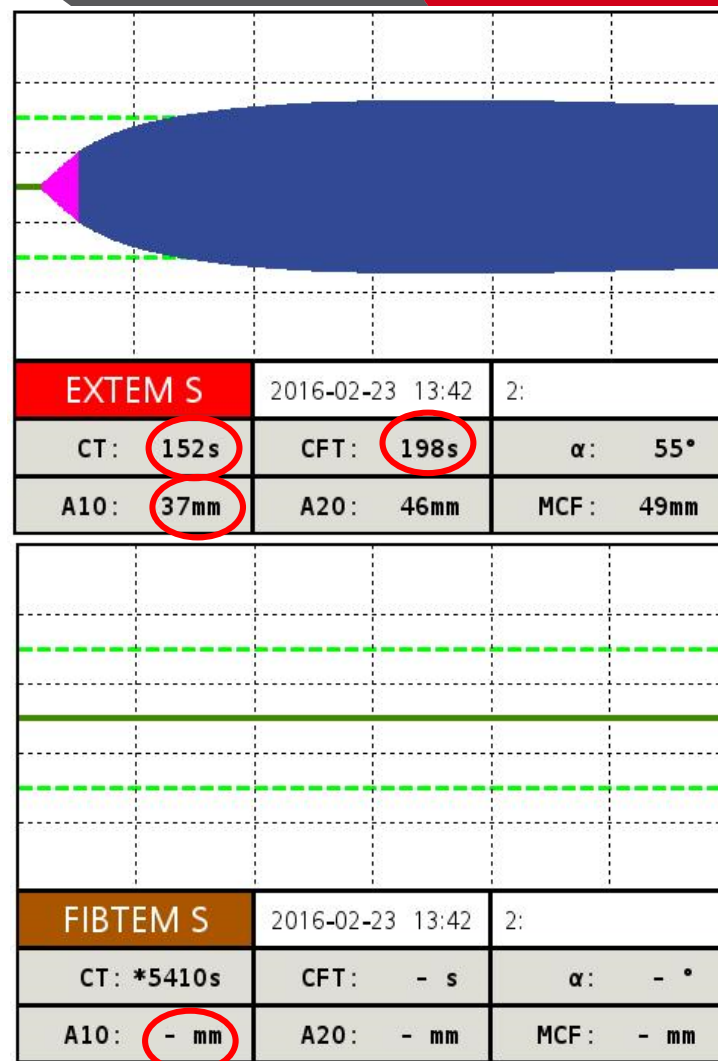 EXTEM S 2016-02-23 13:42 2:
CT: 152s CFT: 198s α: 55°
A10: 37mm A20: 46mm MCF: 49mm
FIBTEM S 2016-02-23 13:42 2:
CT: *5410s CFT: - s α: - °
A10: - mm A20: - mm MCF: - mm